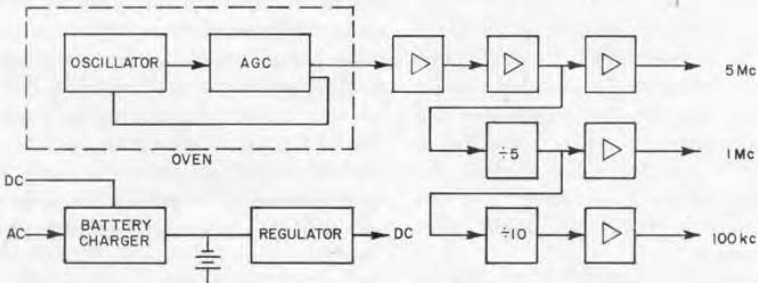 OSCILLATOR
AGC
5 Mc
OVEN
÷5
1 Mc
DC
AC
BATTERY
CHARGER
REGULATOR
DC
÷10
100 kc